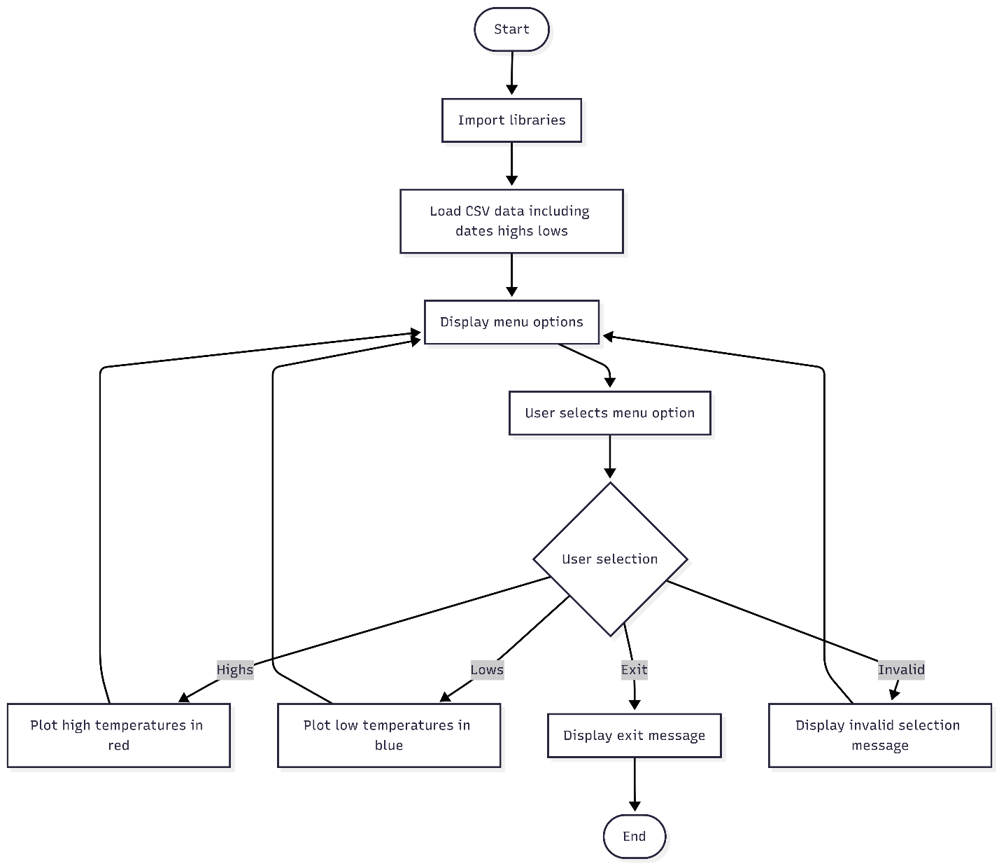 Start
Import libraries
Load CSV data including
dates highs lows
Display menu options
User selects menu option
User selection
Highs
Lows
Exit
Invalid
Plot high temperatures in
red
Plot low temperatures in
blue
Display exit message
Display invalid selection
message
End